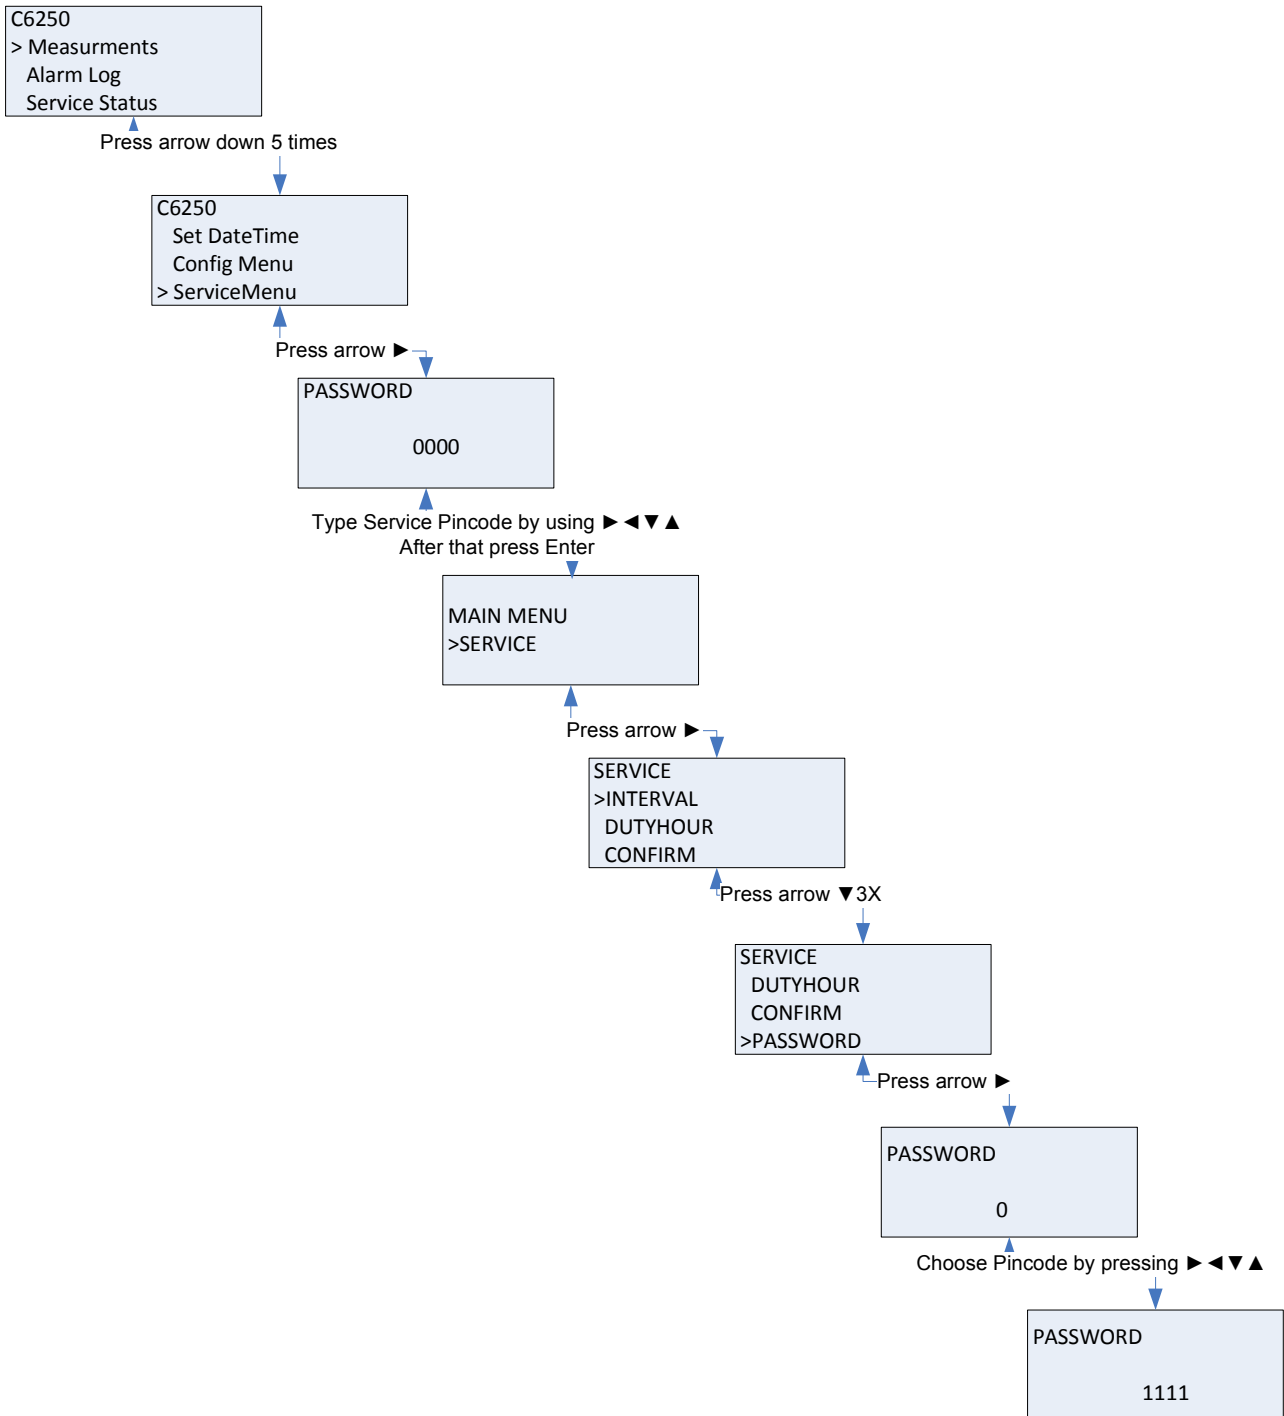 C6250
> Measurments
Alarm Log
Service Status
Press arrow down 5 times
C6250
Set DateTime
Config Menu
> ServiceMenu
Press arrow ►
PASSWORD
0000
Type Service Pincode by using ►◄▼▲
After that press Enter
MAIN MENU
>SERVICE
Press arrow ►
SERVICE
>INTERVAL
DUTYHOUR
CONFIRM
Press arrow ▼3X
SERVICE
DUTYHOUR
CONFIRM
>PASSWORD
Press arrow ►
PASSWORD
0
Choose Pincode by pressing ►◄▼▲
PASSWORD
1111